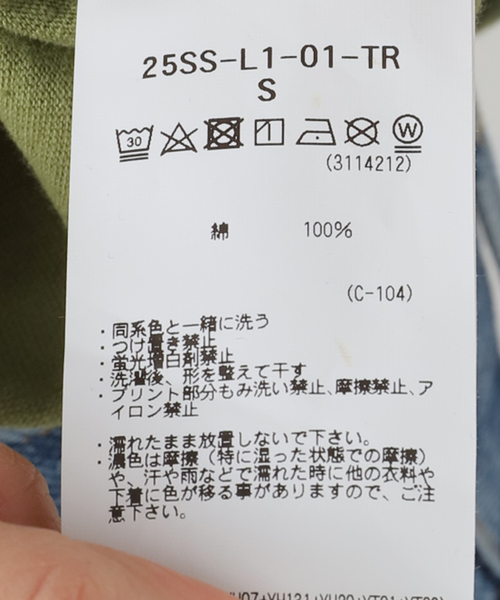 25SS-L1-01-TR
S
30
W
(3114212)
綿 100%
(C-104)
・同系色と一緒に洗う
・つけ置き禁止
・蛍光増白剤禁止
・洗濯後、形を整えて干す
・プリント部分もみ洗い禁止、摩擦禁止、ア
イロン禁止
・濡れたまま放置しないで下さい。
・濃色は摩擦（特に湿った状態での摩擦）
や、汗や雨などで濡れた時に他の衣料や
下着に色が移る事がありますので、ご注
意下さい。